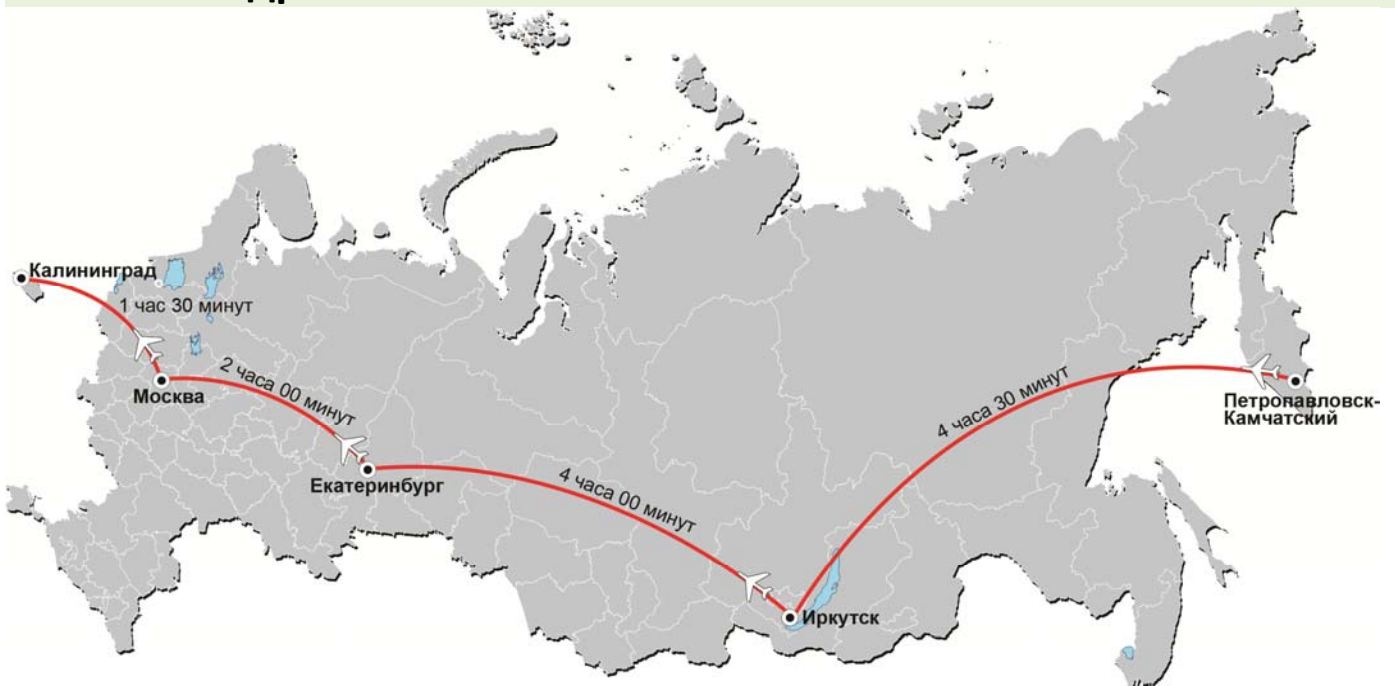 Калининград
1 час 30 минут
Москва
2 часа 00 минут
Екатеринбург
4 часа 00 минут
Иркутск
4 часа 30 минут
Петропавловск-
Камчатский